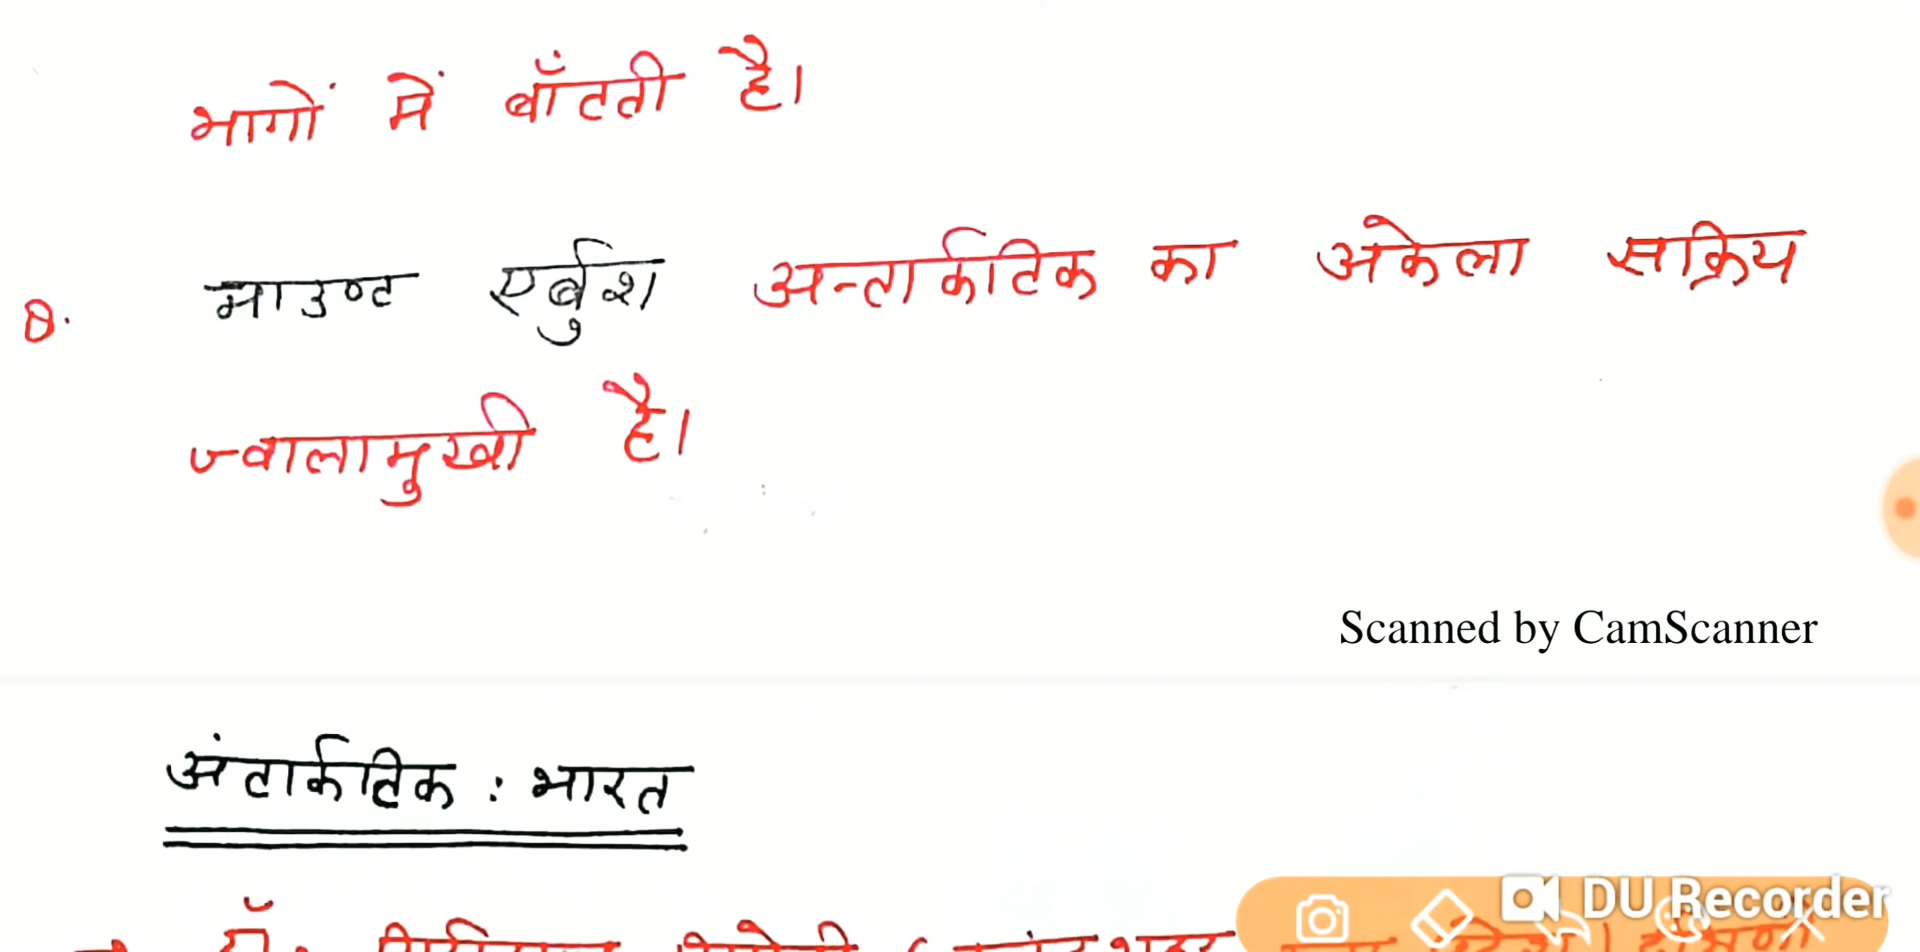 भागों में बाँटती है।
8. माउण्ट एर्बुश अन्तार्कटिक का अकेला सक्रिय
ज्वालामुखी है।
Scanned by CamScanner
अंटार्कटिक : भारत
DU Recorder